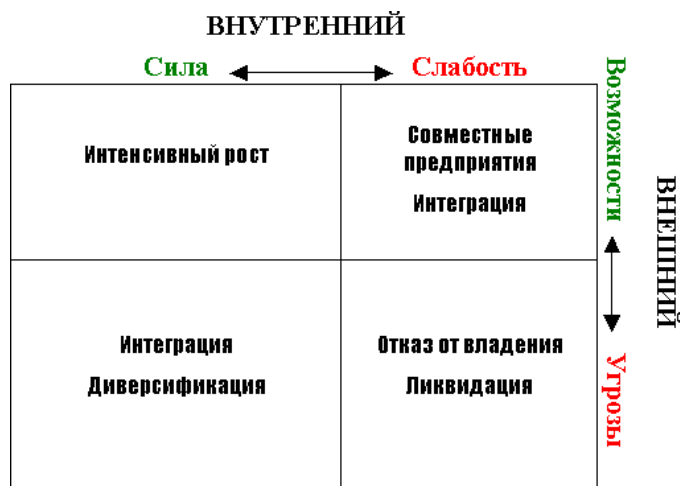 ВНУТРЕННИЙ
Сила
Слабость
Интенсивный рост
Совместные
предприятия
Интеграция
Возможности
ВНЕШНИЙ
Интеграция
Диверсификация
Отказ от владения
Ликвидация
Угрозы